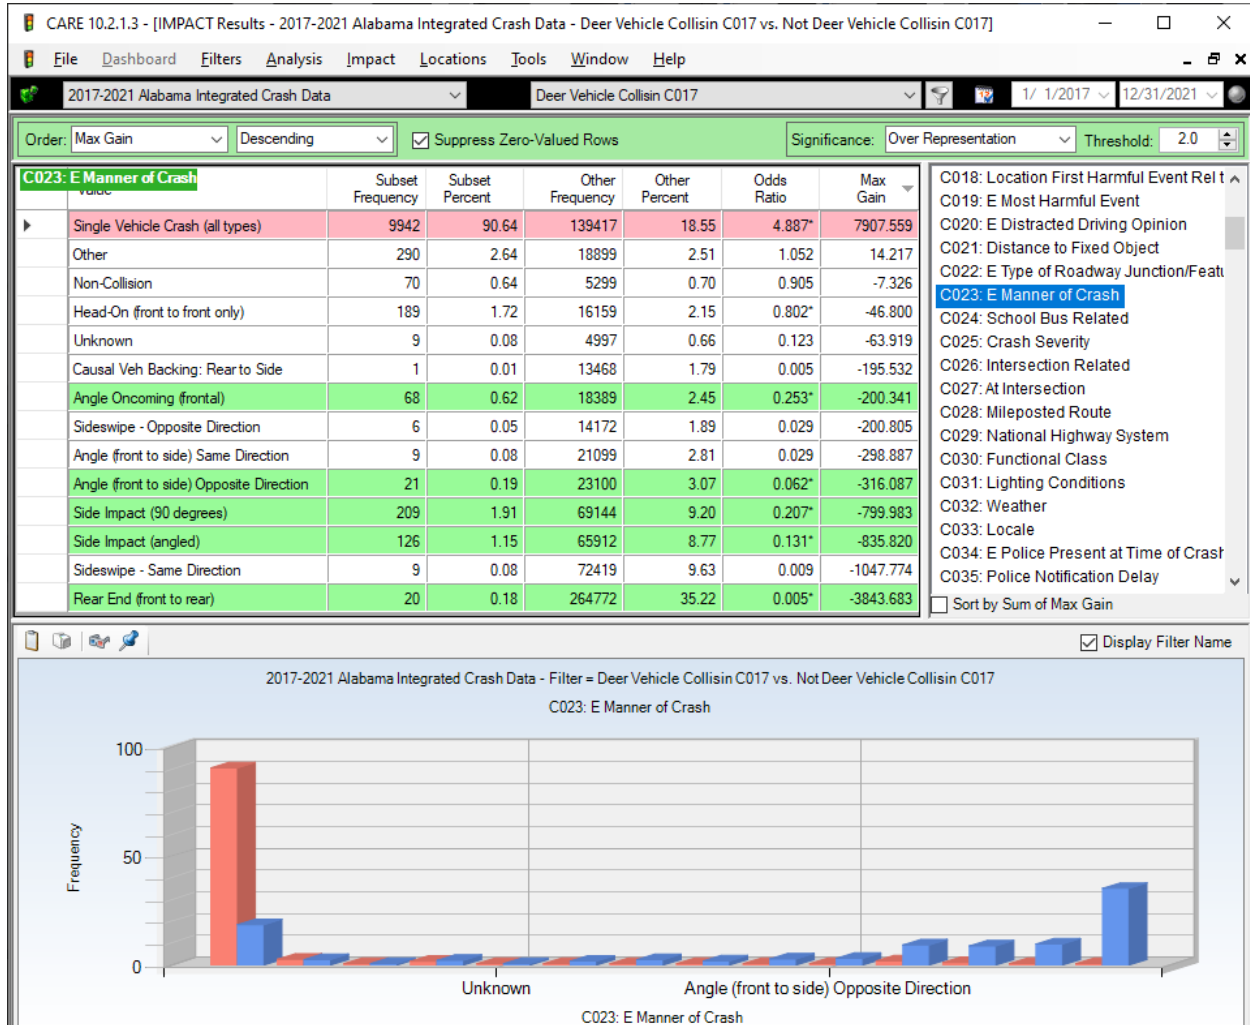 CARE 10.2.1.3 - [IMPACT Results - 2017-2021 Alabama Integrated Crash Data - Deer Vehicle Collisin C017 vs. Not Deer Vehicle Collisin C017]
File Dashboard Filters Analysis Impact Locations Tools Window Help
2017-2021 Alabama Integrated Crash Data Deer Vehicle Collisin C017 1/ 1/2017 12/31/2021
Order: Max Gain Descending Suppress Zero-Valued Rows Significance: Over Representation Threshold: 2.0
C023: E Manner of Crash Subset Frequency Subset Percent Other Frequency Other Percent Odds Ratio Max Gain
Single Vehicle Crash (all types) 9942 90.64 139417 18.55 4.887* 7907.559
Other 290 2.64 18899 2.51 1.052 14.217
Non-Collision 70 0.64 5299 0.70 0.905 -7.326
Head-On (front to front only) 189 1.72 16159 2.15 0.802* -46.800
Unknown 9 0.08 4997 0.66 0.123 -63.919
Causal Veh Backing: Rear to Side 1 0.01 13468 1.79 0.005 -195.532
Angle Oncoming (frontal) 68 0.62 18389 2.45 0.253* -200.341
Sideswipe - Opposite Direction 6 0.05 14172 1.89 0.029 -200.805
Angle (front to side) Same Direction 9 0.08 21099 2.81 0.029 -298.887
Angle (front to side) Opposite Direction 21 0.19 23100 3.07 0.062* -316.087
Side Impact (90 degrees) 209 1.91 69144 9.20 0.207* -799.983
Side Impact (angled) 126 1.15 65912 8.77 0.131* -835.820
Sideswipe - Same Direction 9 0.08 72419 9.63 0.009 -1047.774
Rear End (front to rear) 20 0.18 264772 35.22 0.005* -3843.683
C018: Location First Harmful Event Rel t
C019: E Most Harmful Event
C020: E Distracted Driving Opinion
C021: Distance to Fixed Object
C022: E Type of Roadway Junction/Featu
C023: E Manner of Crash
C024: School Bus Related
C025: Crash Severity
C026: Intersection Related
C027: At Intersection
C028: Mileposted Route
C029: National Highway System
C030: Functional Class
C031: Lighting Conditions
C032: Weather
C033: Locale
C034: E Police Present at Time of Crash
C035: Police Notification Delay
Sort by Sum of Max Gain
Display Filter Name
2017-2021 Alabama Integrated Crash Data - Filter = Deer Vehicle Collisin C017 vs. Not Deer Vehicle Collisin C017
C023: E Manner of Crash
100
50
0
Frequency
Unknown Angle (front to side) Opposite Direction
C023: E Manner of Crash